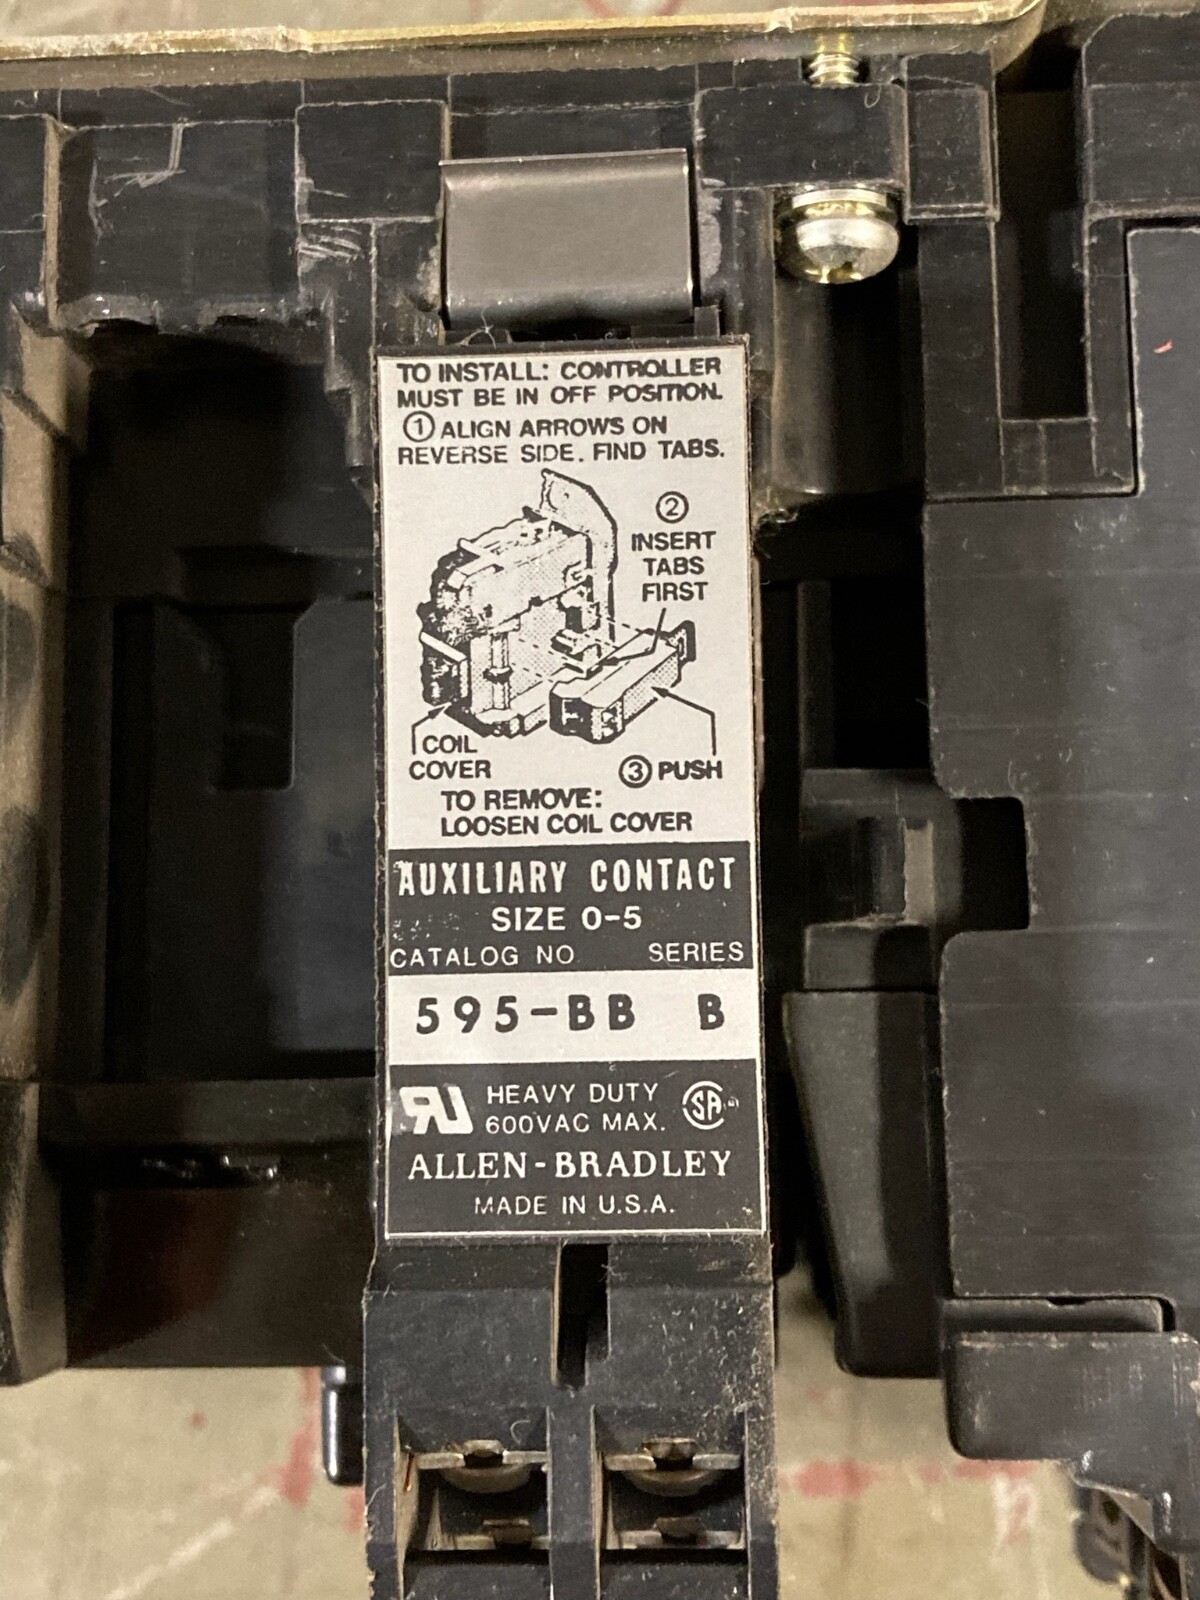 TO INSTALL: CONTROLLER
MUST BE IN OFF POSITION.
① ALIGN ARROWS ON
REVERSE SIDE. FIND TABS.
②
INSERT
TABS
FIRST
COIL
COVER
③ PUSH
TO REMOVE:
LOOSEN COIL COVER
AUXILIARY CONTACT
SIZE 0-5
CATALOG NO SERIES
595-BB B
RU HEAVY DUTY SA
600VAC MAX.
ALLEN-BRADLEY
MADE IN U.S.A.